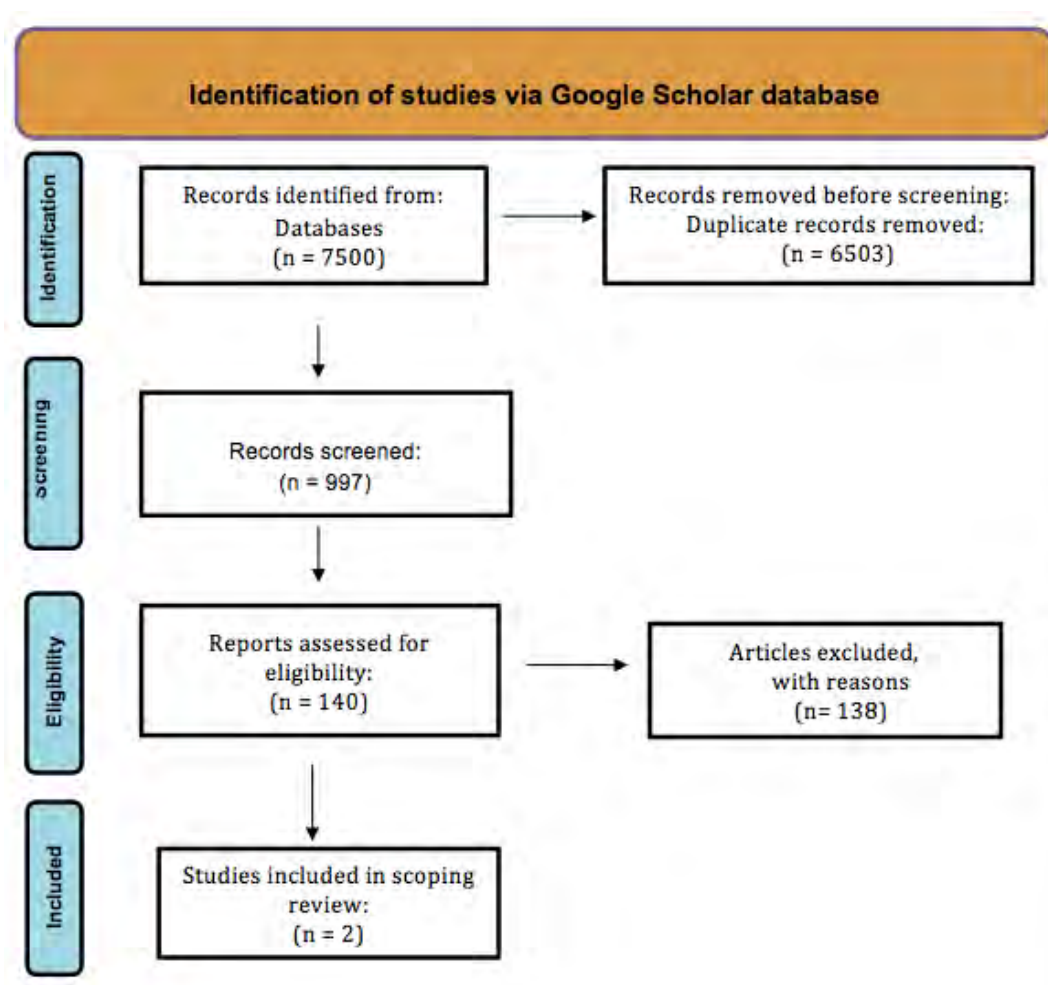 Identification of studies via Google Scholar database
Identification
Records identified from:
Databases
(n = 7500)
Records removed before screening:
Duplicate records removed:
(n = 6503)
Screening
Records screened:
(n = 997)
Eligibility
Reports assessed for
eligibility:
(n = 140)
Articles excluded,
with reasons
(n= 138)
Included
Studies included in scoping
review:
(n = 2)